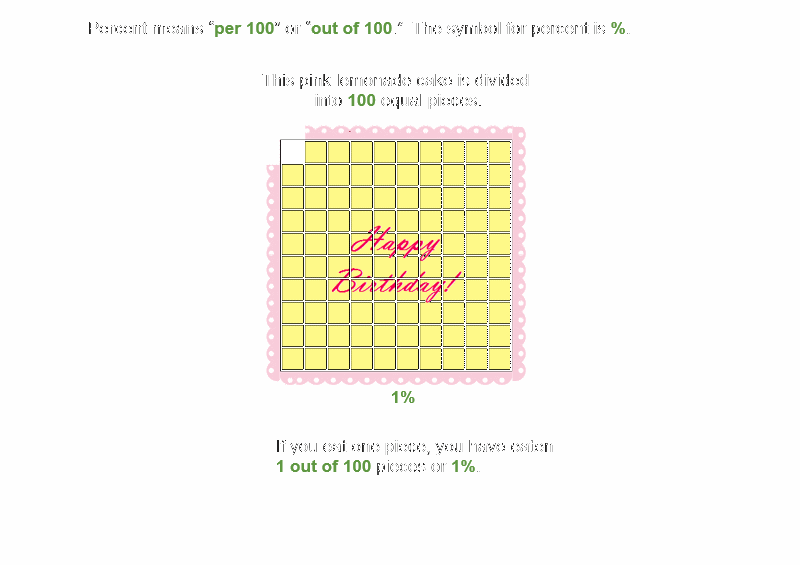 Percent means "per 100" or "out of 100." The symbol for percent is %.
This pink lemonade cake is divided
into 100 equal pieces.
Happy
Birthday!
1%
If you eat one piece, you have eaten
1 out of 100 pieces or 1%.